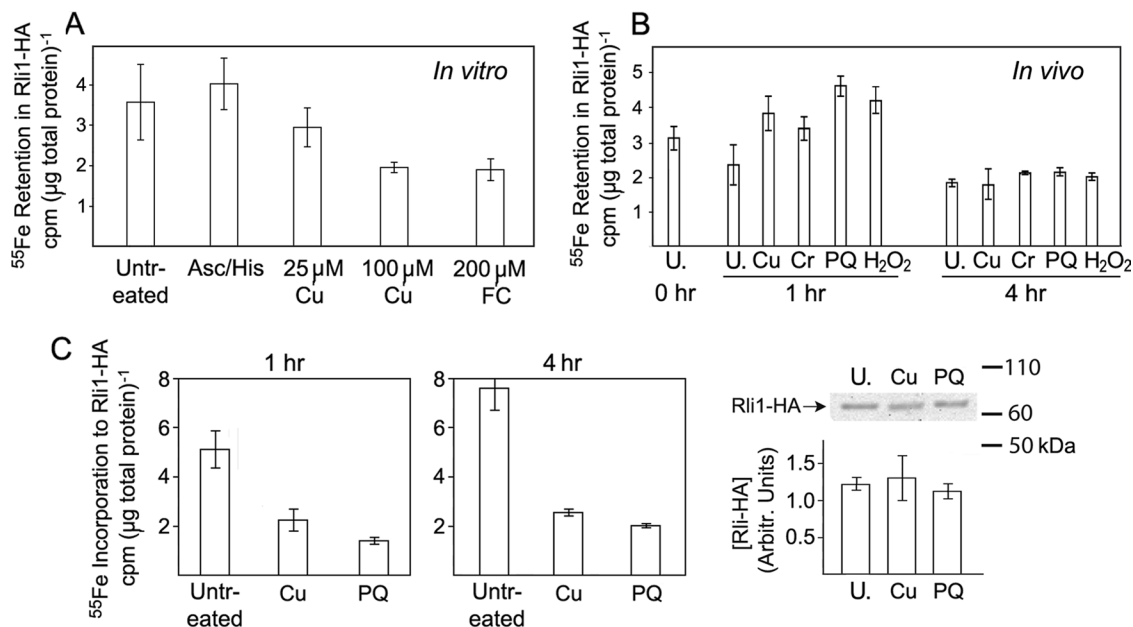 A
⁵⁵Fe Retention in Rli1-HA
cpm (µg total protein)⁻¹
4
3
2
1
In vitro
Untr-
eated
Asc/His
25 µM
Cu
100 µM
Cu
200 µM
FC
B
⁵⁵Fe Retention in Rli1-HA
cpm (µg total protein)⁻¹
5
4
3
2
1
In vivo
U. U. Cu Cr PQ H₂O₂ U. Cu Cr PQ H₂O₂
0 hr 1 hr 4 hr
C
⁵⁵Fe Incorporation to Rli1-HA
cpm (µg total protein)⁻¹
1 hr
8
6
4
2
Untr-
eated
Cu PQ
4 hr
8
6
4
2
Untr-
eated
Cu PQ
U. Cu PQ
Rli1-HA
110
60
50 kDa
[Rli-HA]
(Arbitr. Units)
1.5
1.0
0.5
U. Cu PQ